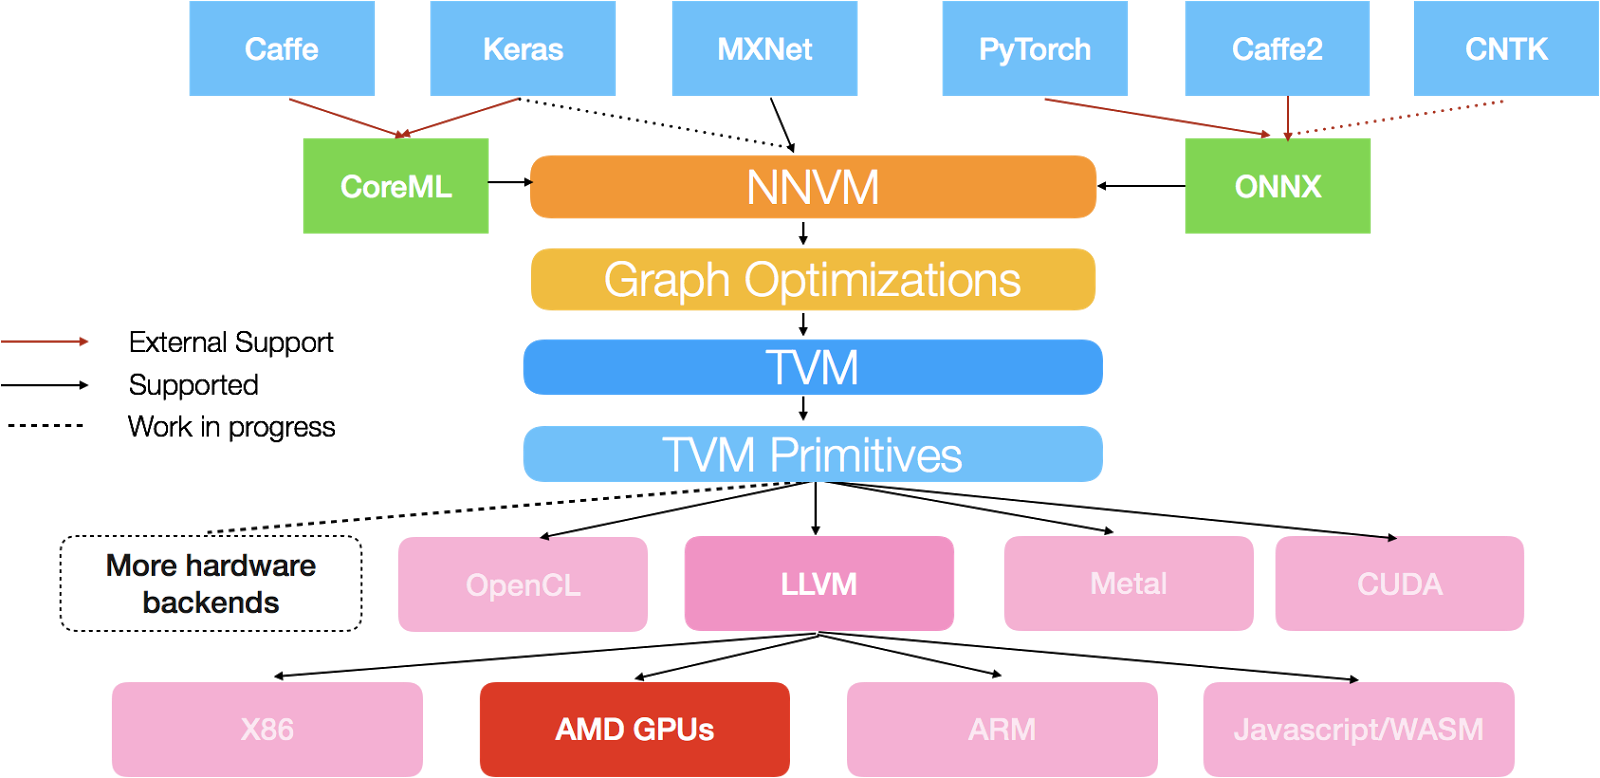 Caffe
Keras
MXNet
PyTorch
Caffe2
CNTK
CoreML
NNVM
ONNX
Graph Optimizations
External Support
Supported
Work in progress
TVM
TVM Primitives
More hardware
backends
OpenCL
LLVM
Metal
CUDA
X86
AMD GPUs
ARM
Javascript/WASM